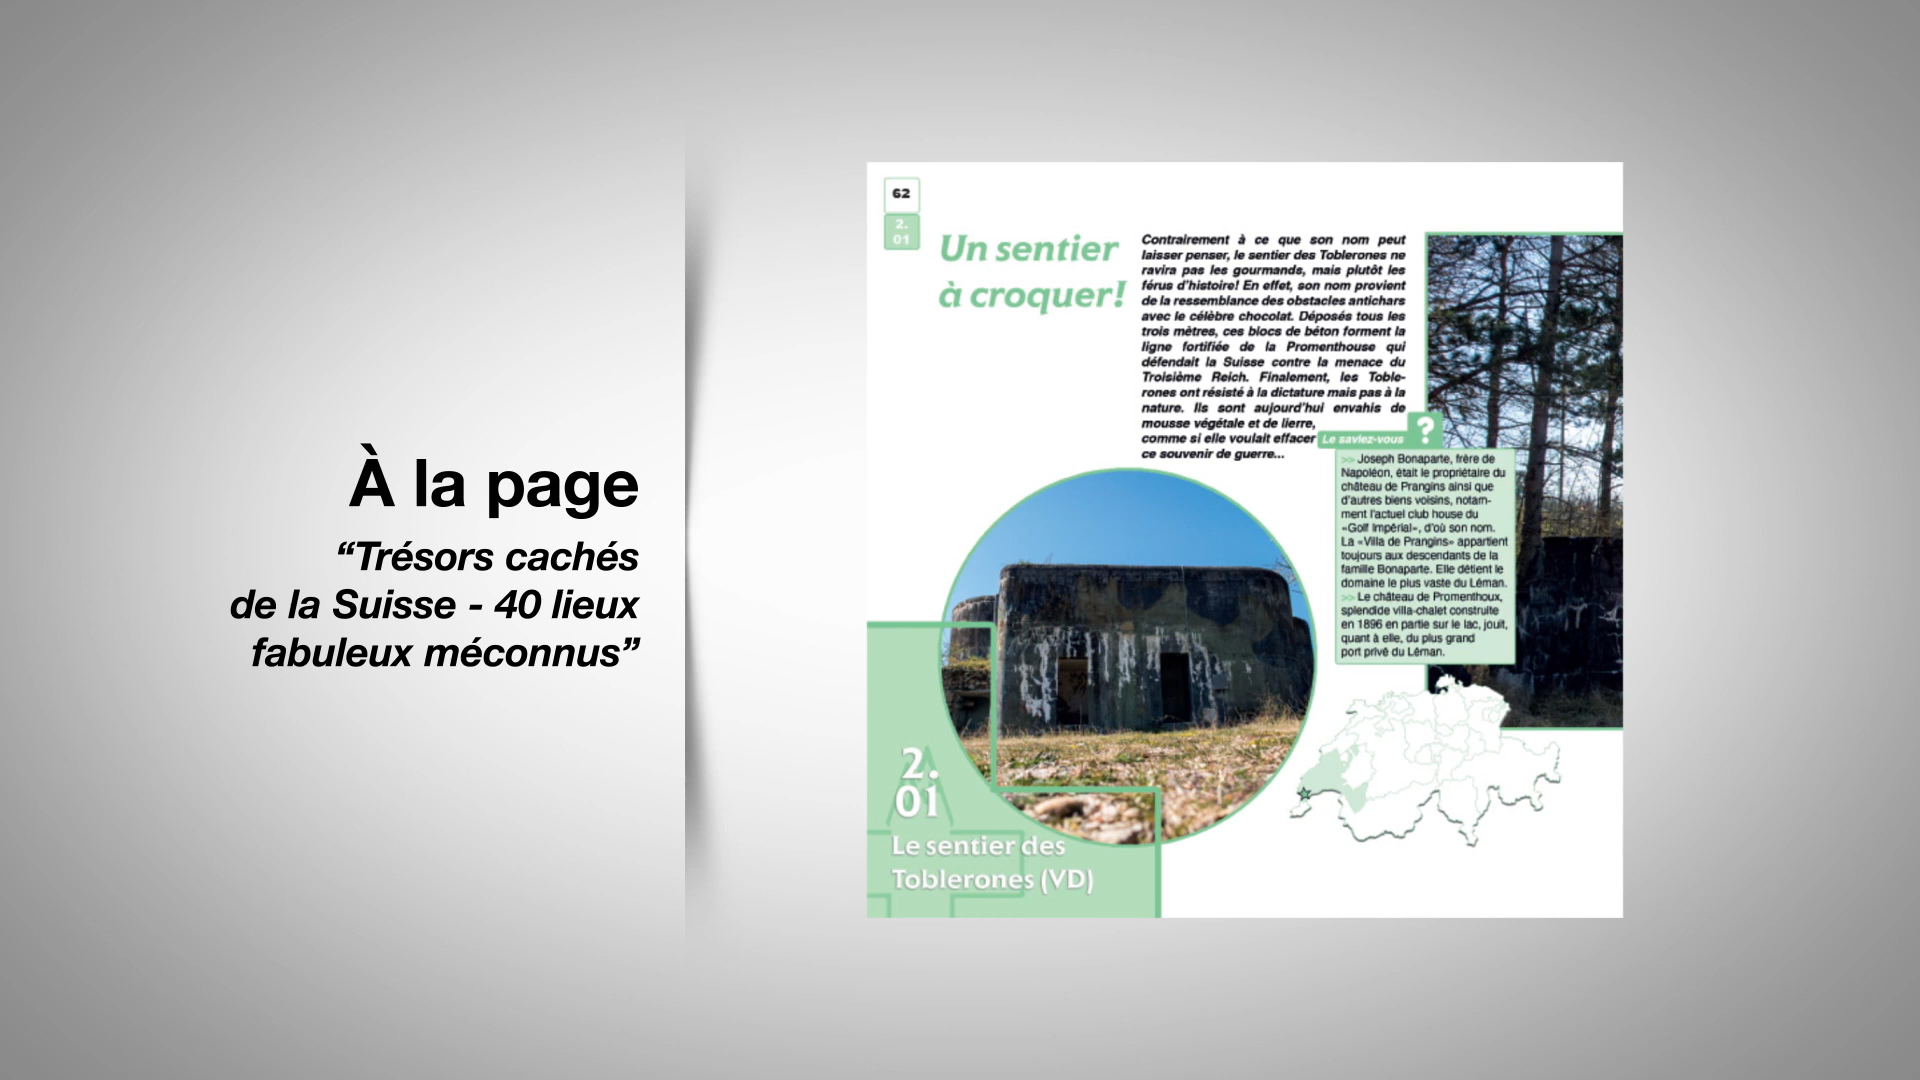 À la page
“Trésors cachés
de la Suisse - 40 lieux
fabuleux méconnus”
62
2.
01
Un sentier
à croquer!
Contrairement à ce que son nom peut
laisser penser, le sentier des Toblerones ne
ravira pas les gourmands, mais plutôt les
férus d'histoire! En effet, son nom provient
de la ressemblance des obstacles antichars
avec le célèbre chocolat. Déposés tous les
trois mètres, ces blocs de béton forment la
ligne fortifiée de la Promenthouse qui
défendait la Suisse contre la menace du
Troisième Reich. Finalement, les Toble-
rones ont résisté à la dictature mais pas à la
nature. Ils sont aujourd'hui envahis de
mousse végétale et de lierre,
comme si elle voulait effacer
ce souvenir de guerre...
Le saviez-vous ?
>> Joseph Bonaparte, frère de
Napoléon, était le propriétaire du
château de Prangins ainsi que
d'autres biens voisins, notam-
ment l'actuel club house du
«Golf Impérial», d'où son nom.
La «Villa de Prangins» appartient
toujours aux descendants de la
famille Bonaparte. Elle détient le
domaine le plus vaste du Léman.
>> Le château de Promenthoux,
splendide villa-chalet construite
en 1896 en partie sur le lac, jouit,
quant à elle, du plus grand
port privé du Léman.
2.
01
Le sentier des
Toblerones (VD)